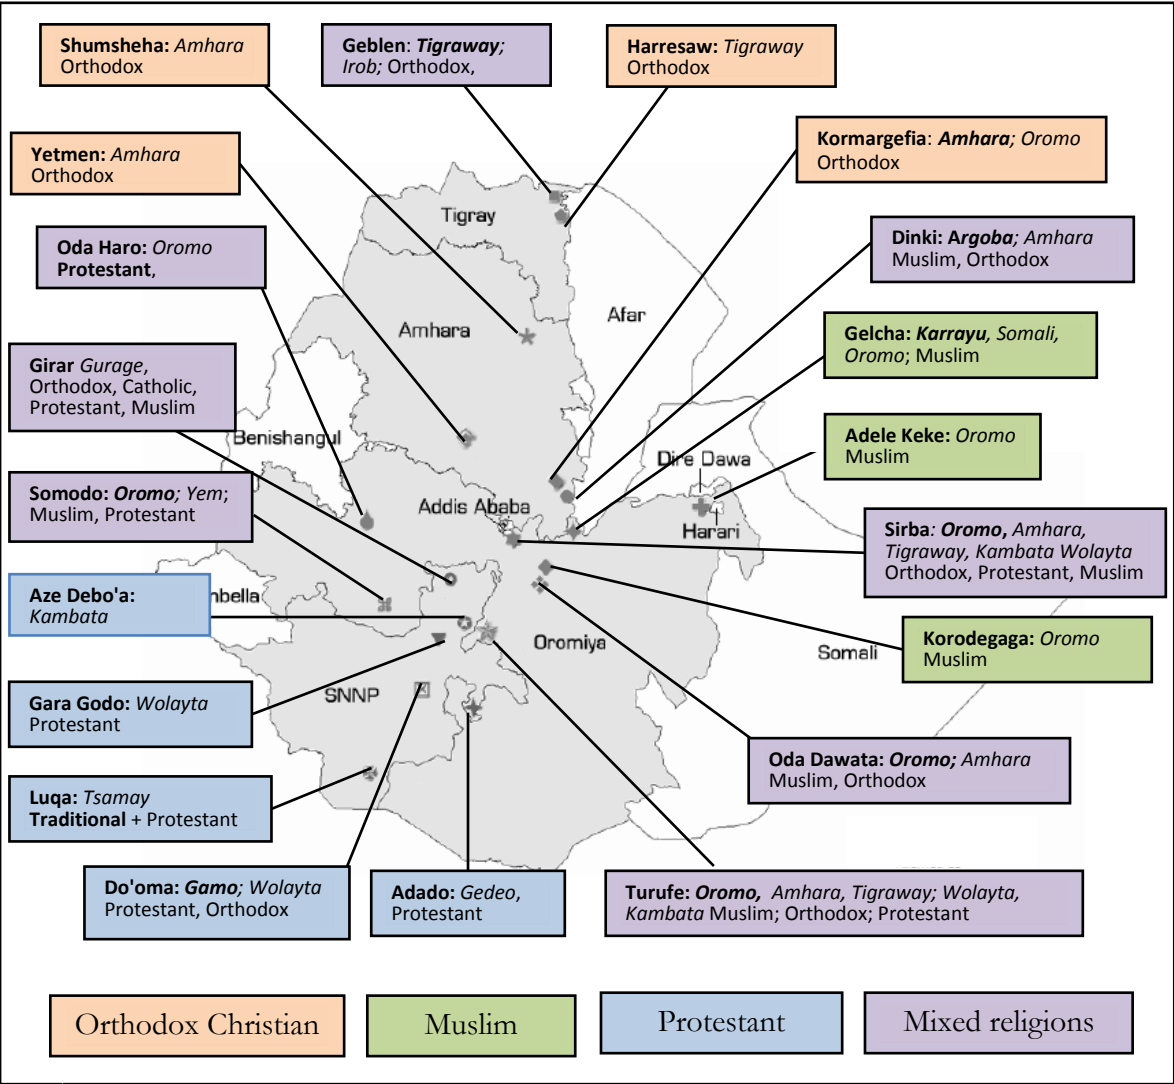 Shumsheha: Amhara
Orthodox
Geblen: Tigraway;
Irob; Orthodox,
Harresaw: Tigraway
Orthodox
Yetmen: Amhara
Orthodox
Kormargefia: Amhara; Oromo
Orthodox
Tigray
Oda Haro: Oromo
Protestant,
Dinki: Argoba; Amhara
Muslim, Orthodox
Afar
Amhara
Gelcha: Karrayu, Somali,
Oromo; Muslim
Girar Gurage,
Orthodox, Catholic,
Protestant, Muslim
Benishangul
Adele Keke: Oromo
Muslim
Dire Dawa
Somodo: Oromo; Yem;
Muslim, Protestant
Addis Ababa
Harari
Sirba: Oromo, Amhara,
Tigraway, Kambata Wolayta
Orthodox, Protestant, Muslim
Aze Debo'a:
Kambata
mbella
Oromiya
Somali
Korodegaga: Oromo
Muslim
Gara Godo: Wolayta
Protestant
SNNP
Oda Dawata: Oromo; Amhara
Muslim, Orthodox
Luqa: Tsamay
Traditional + Protestant
Do'oma: Gamo; Wolayta
Protestant, Orthodox
Adado: Gedeo,
Protestant
Turufe: Oromo, Amhara, Tigraway; Wolayta,
Kambata Muslim; Orthodox; Protestant
Orthodox Christian
Muslim
Protestant
Mixed religions